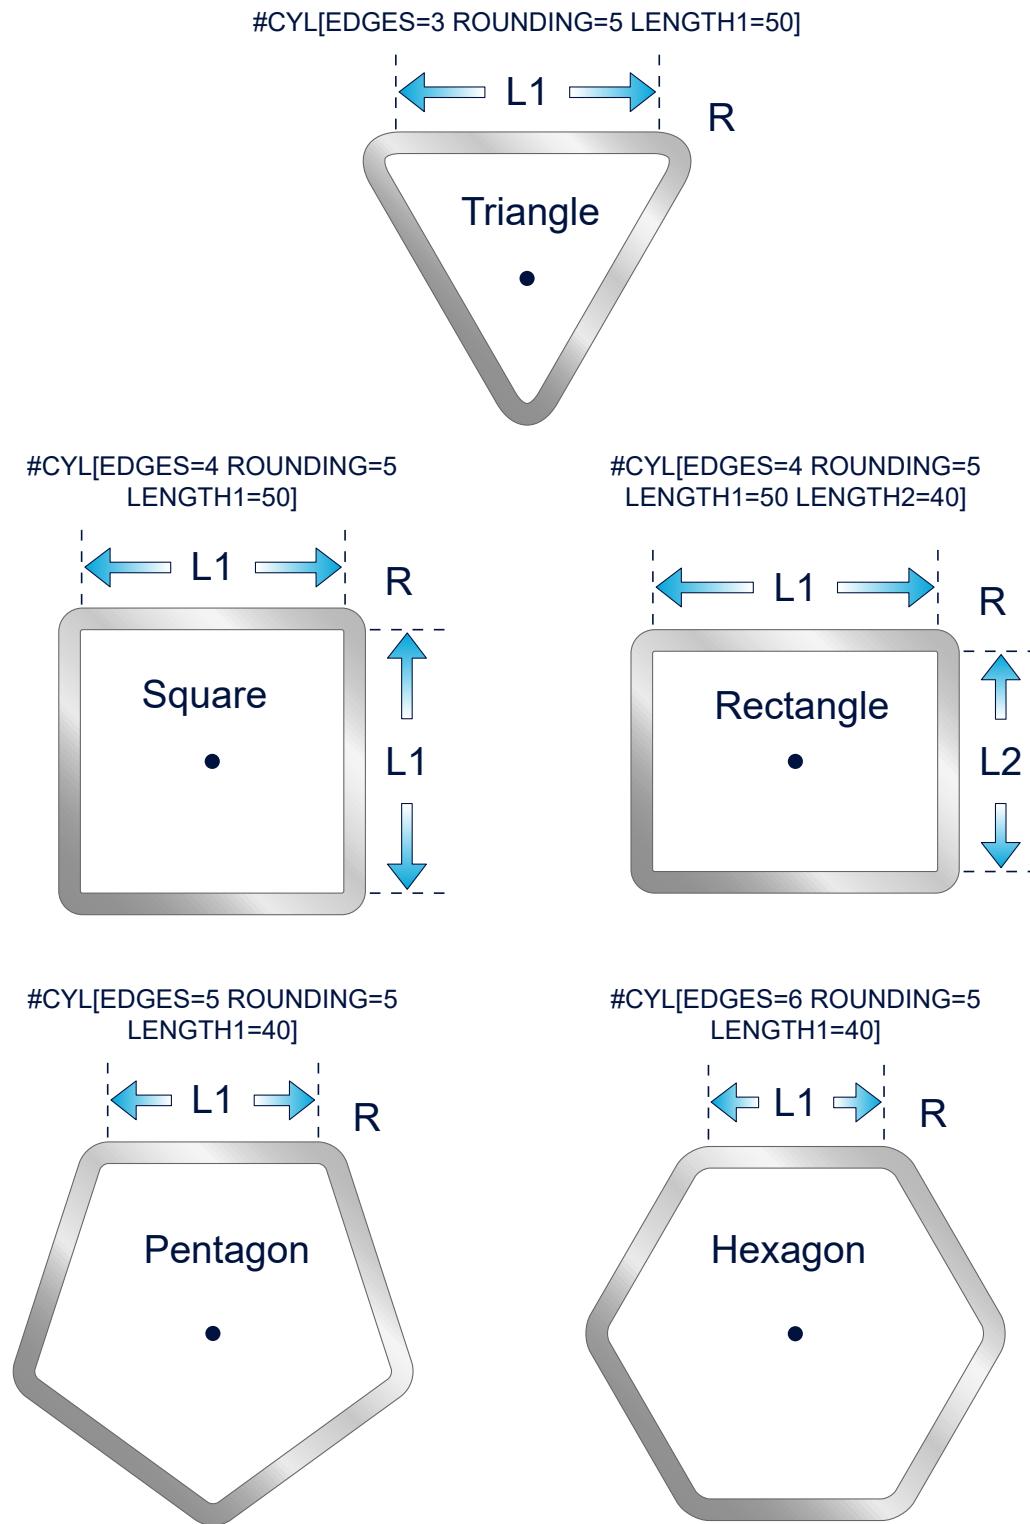 #CYL[EDGES=3 ROUNDING=5 LENGTH1=50]
L1
R
Triangle
#CYL[EDGES=4 ROUNDING=5
LENGTH1=50]
L1
R
Square
L1
#CYL[EDGES=4 ROUNDING=5
LENGTH1=50 LENGTH2=40]
L1
R
Rectangle
L2
#CYL[EDGES=5 ROUNDING=5
LENGTH1=40]
L1
R
Pentagon
#CYL[EDGES=6 ROUNDING=5
LENGTH1=40]
L1
R
Hexagon